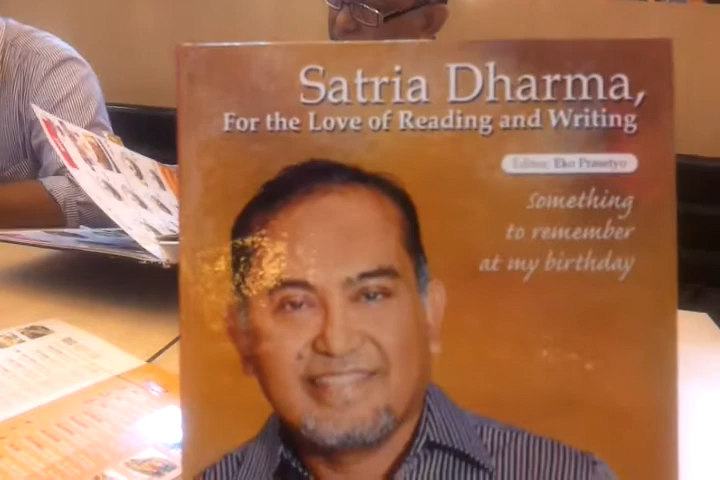 Satria Dharma,
For the Love of Reading and Writing
Editor: Eko Prasetyo
something
to remember
at my birthday